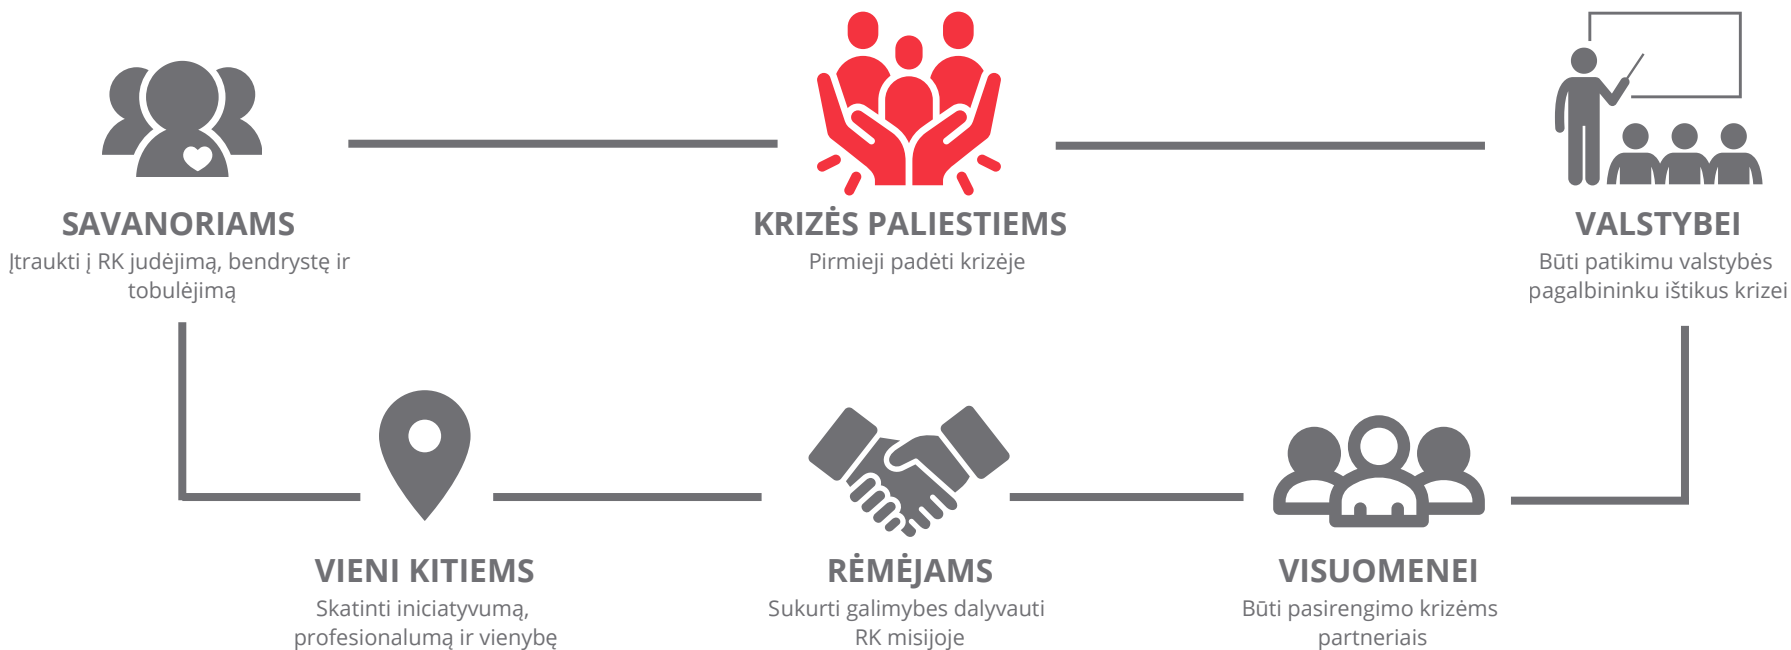 SAVANORIAMS
Įtraukti į RK judėjimą, bendrystę ir
tobulėjimą
KRIZĖS PALIESTIEMS
Pirmieji padėti krizėje
VALSTYBEI
Būti patikimu valstybės
pagalbininku ištikus krizei
VIENI KITIEMS
Skatinti iniciatyvumą,
profesionalumą ir vienybę
RĖMĖJAMS
Sukurti galimybes dalyvauti
RK misijoje
VISUOMENEI
Būti pasirengimo krizėms
partneriais